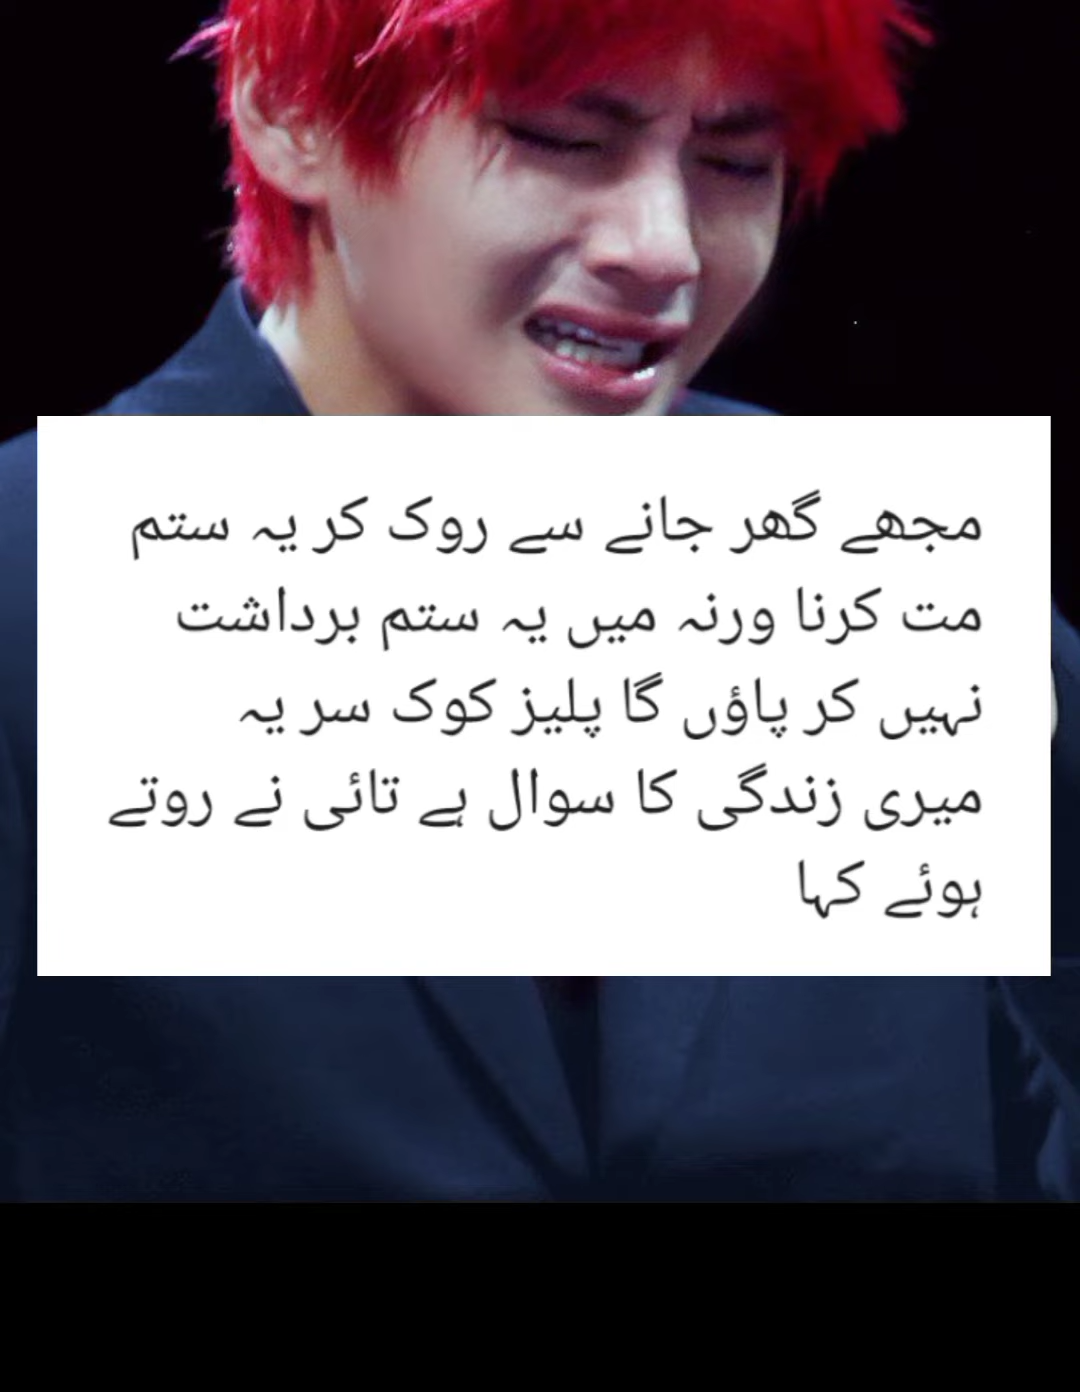 مجھے گھر جانے سے روک کر یہ ستم
مت کرنا ورنہ میں یہ ستم برداشت
نہیں کر پاؤں گا پلیز کوک سر یہ
میری زندگی کا سوال ہے تائی نے روتے
ہوئے کہا